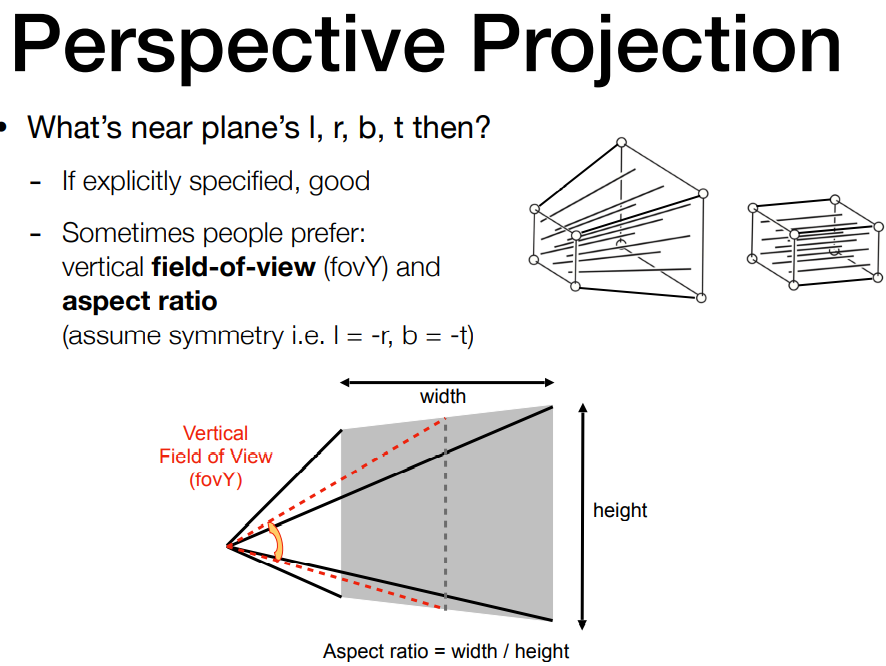 Perspective Projection
• What’s near plane’s l, r, b, t then?
- If explicitly specified, good
- Sometimes people prefer:
vertical field-of-view (fovY) and
aspect ratio
(assume symmetry i.e. l = -r, b = -t)
width
Vertical
Field of View
(fovY)
height
Aspect ratio = width / height